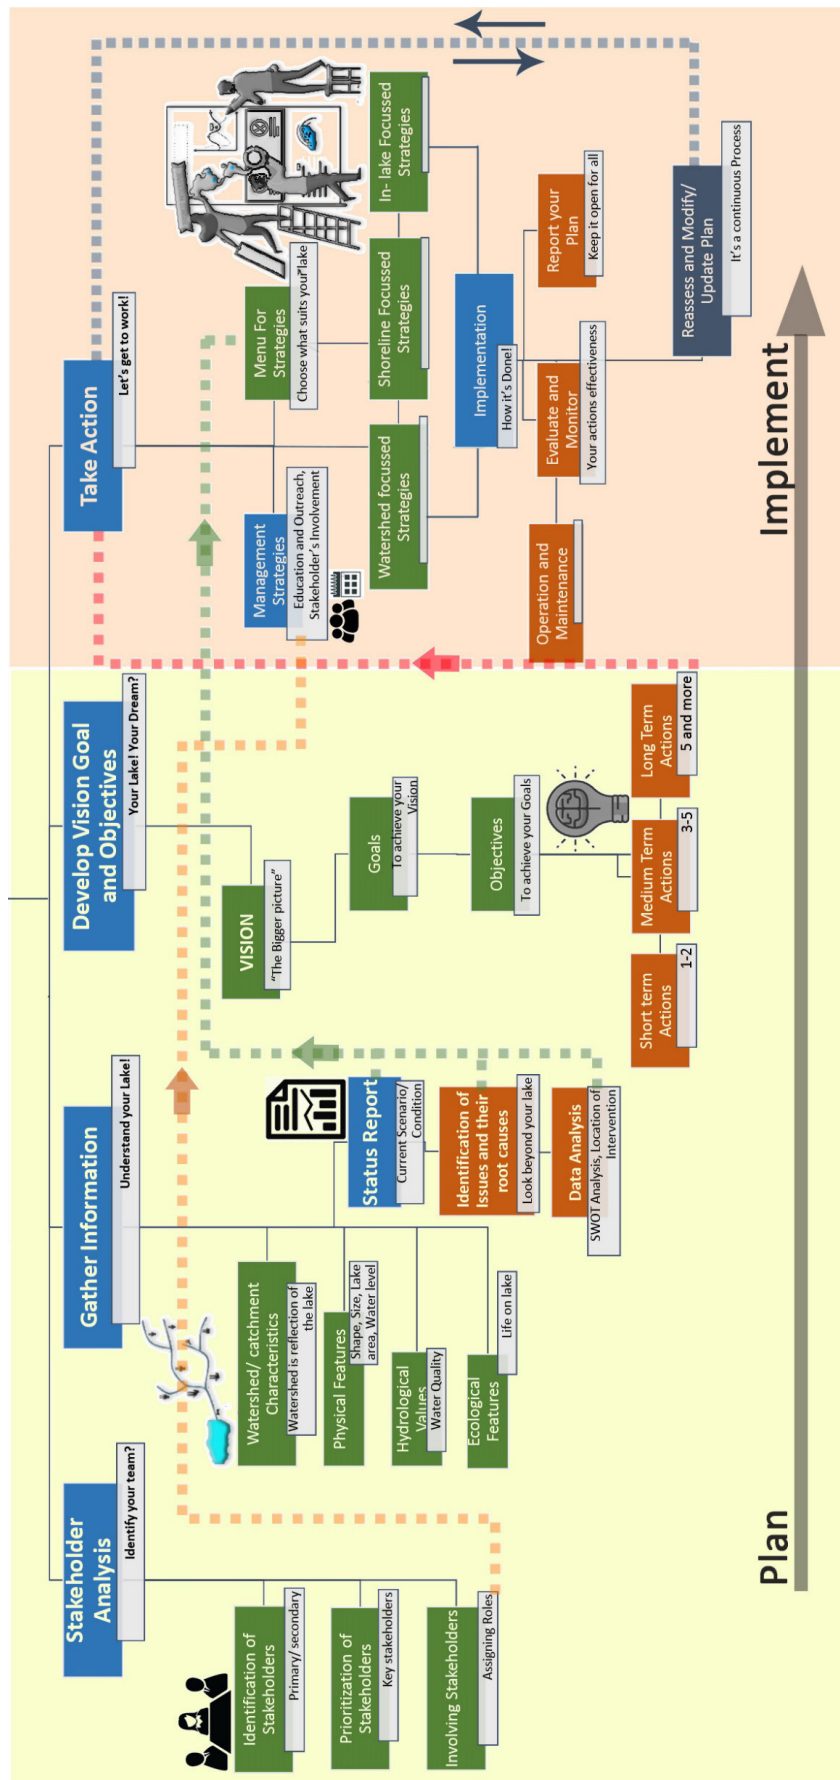 Stakeholder
Analysis
Identify your team?
Identification of
Stakeholders
Primary/ secondary
Prioritization of
Stakeholders
Key stakeholders
Involving Stakeholders
Assigning Roles
Gather Information
Understand your Lake!
Watershed/ catchment
Characteristics
Watershed is reflection of
the lake
Physical Features
Shape, Size, Lake
area, Water level
Hydrological
Values
Water Quality
Ecological
Features
Life on lake
Status Report
Current Scenario/
Condition
Identification of
Issues and their
root causes
Look beyond your lake
Data Analysis
SWOT Analysis, Location of
Intervention
Develop Vision Goal
and Objectives
Your Lake! Your Dream?
VISION
“The Bigger picture”
Goals
To achieve your
Vision
Objectives
To achieve your Goals
Short term
Actions
1-2
Medium Term
Actions
3-5
Long Term
Actions
5 and more
Take Action
Let's get to work!
Management
Strategies
Education and Outreach,
Stakeholder's Involvement
Menu For
Strategies
Choose what suits your lake
Watershed focussed
Strategies
Shoreline Focussed
Strategies
In- lake Focussed
Strategies
Implementation
How it's Done!
Operation and
Maintenance
Evaluate and
Monitor
Your actions effectiveness
Report your
Plan
Keep it open for all
Reassess and Modify/
Update Plan
It's a continuous Process
Plan
Implement